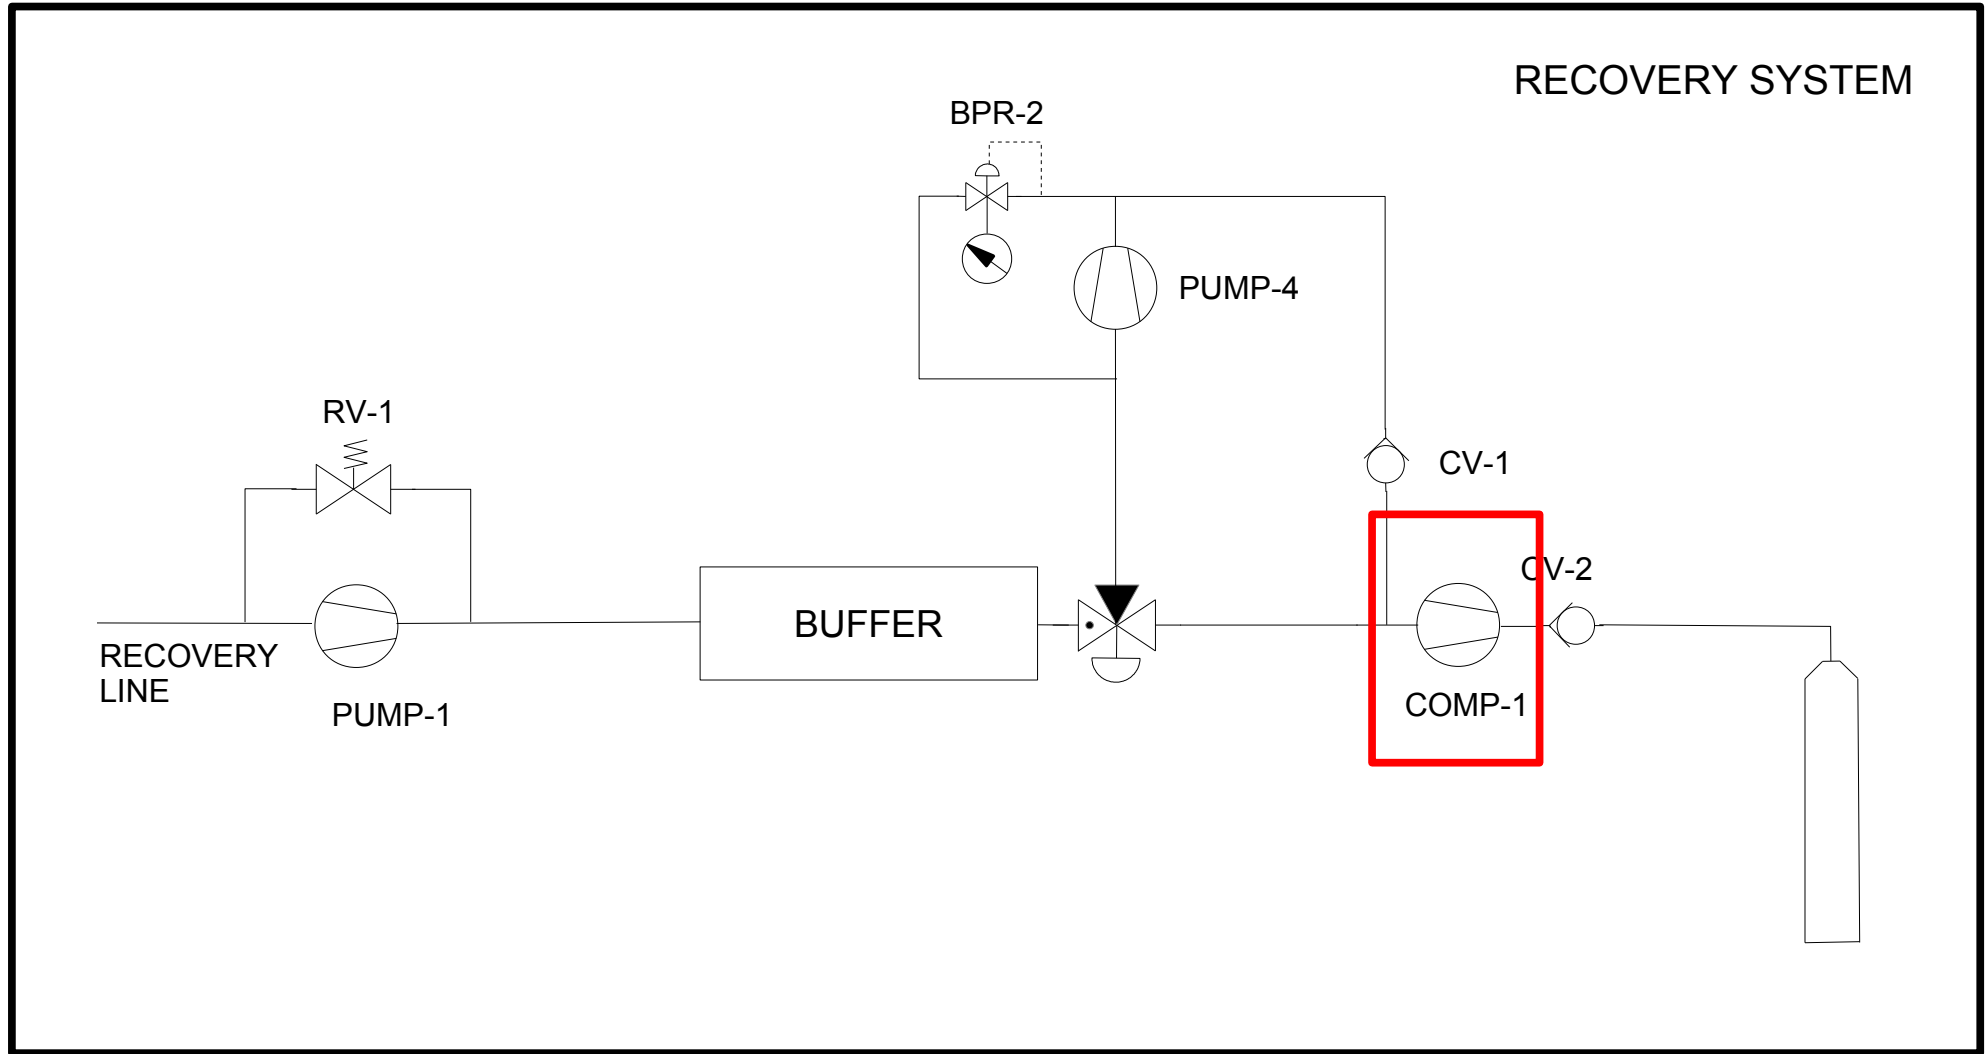 RECOVERY SYSTEM
BPR-2
PUMP-4
RV-1
CV-1
CV-2
BUFFER
RECOVERY
LINE
PUMP-1
COMP-1